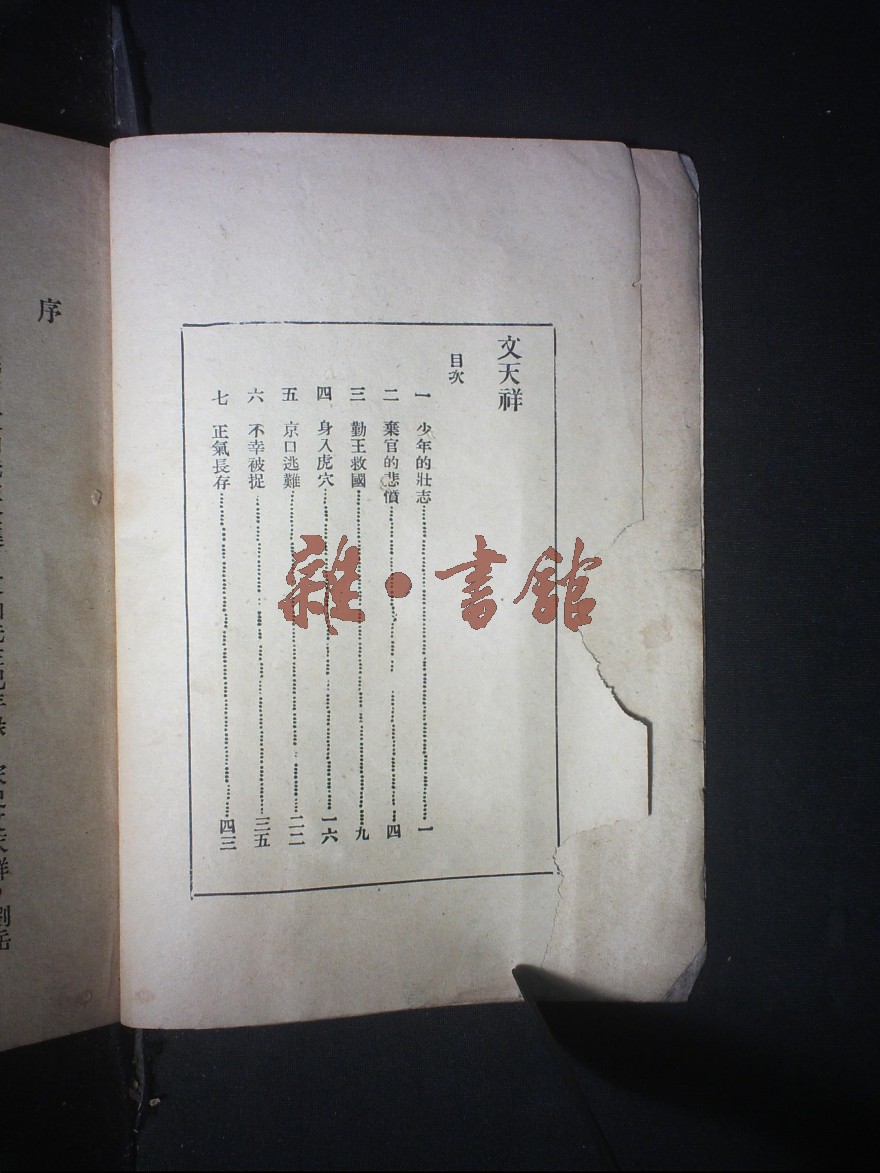 文天祥
目次
一 少年的壯志……一
二 棄官的悲憤……四
三 勤王救國……九
四 身入虎穴……一六
五 京口逃難……二二
六 不幸被捉……三五
七 正氣長存……四三
序
雜·書館